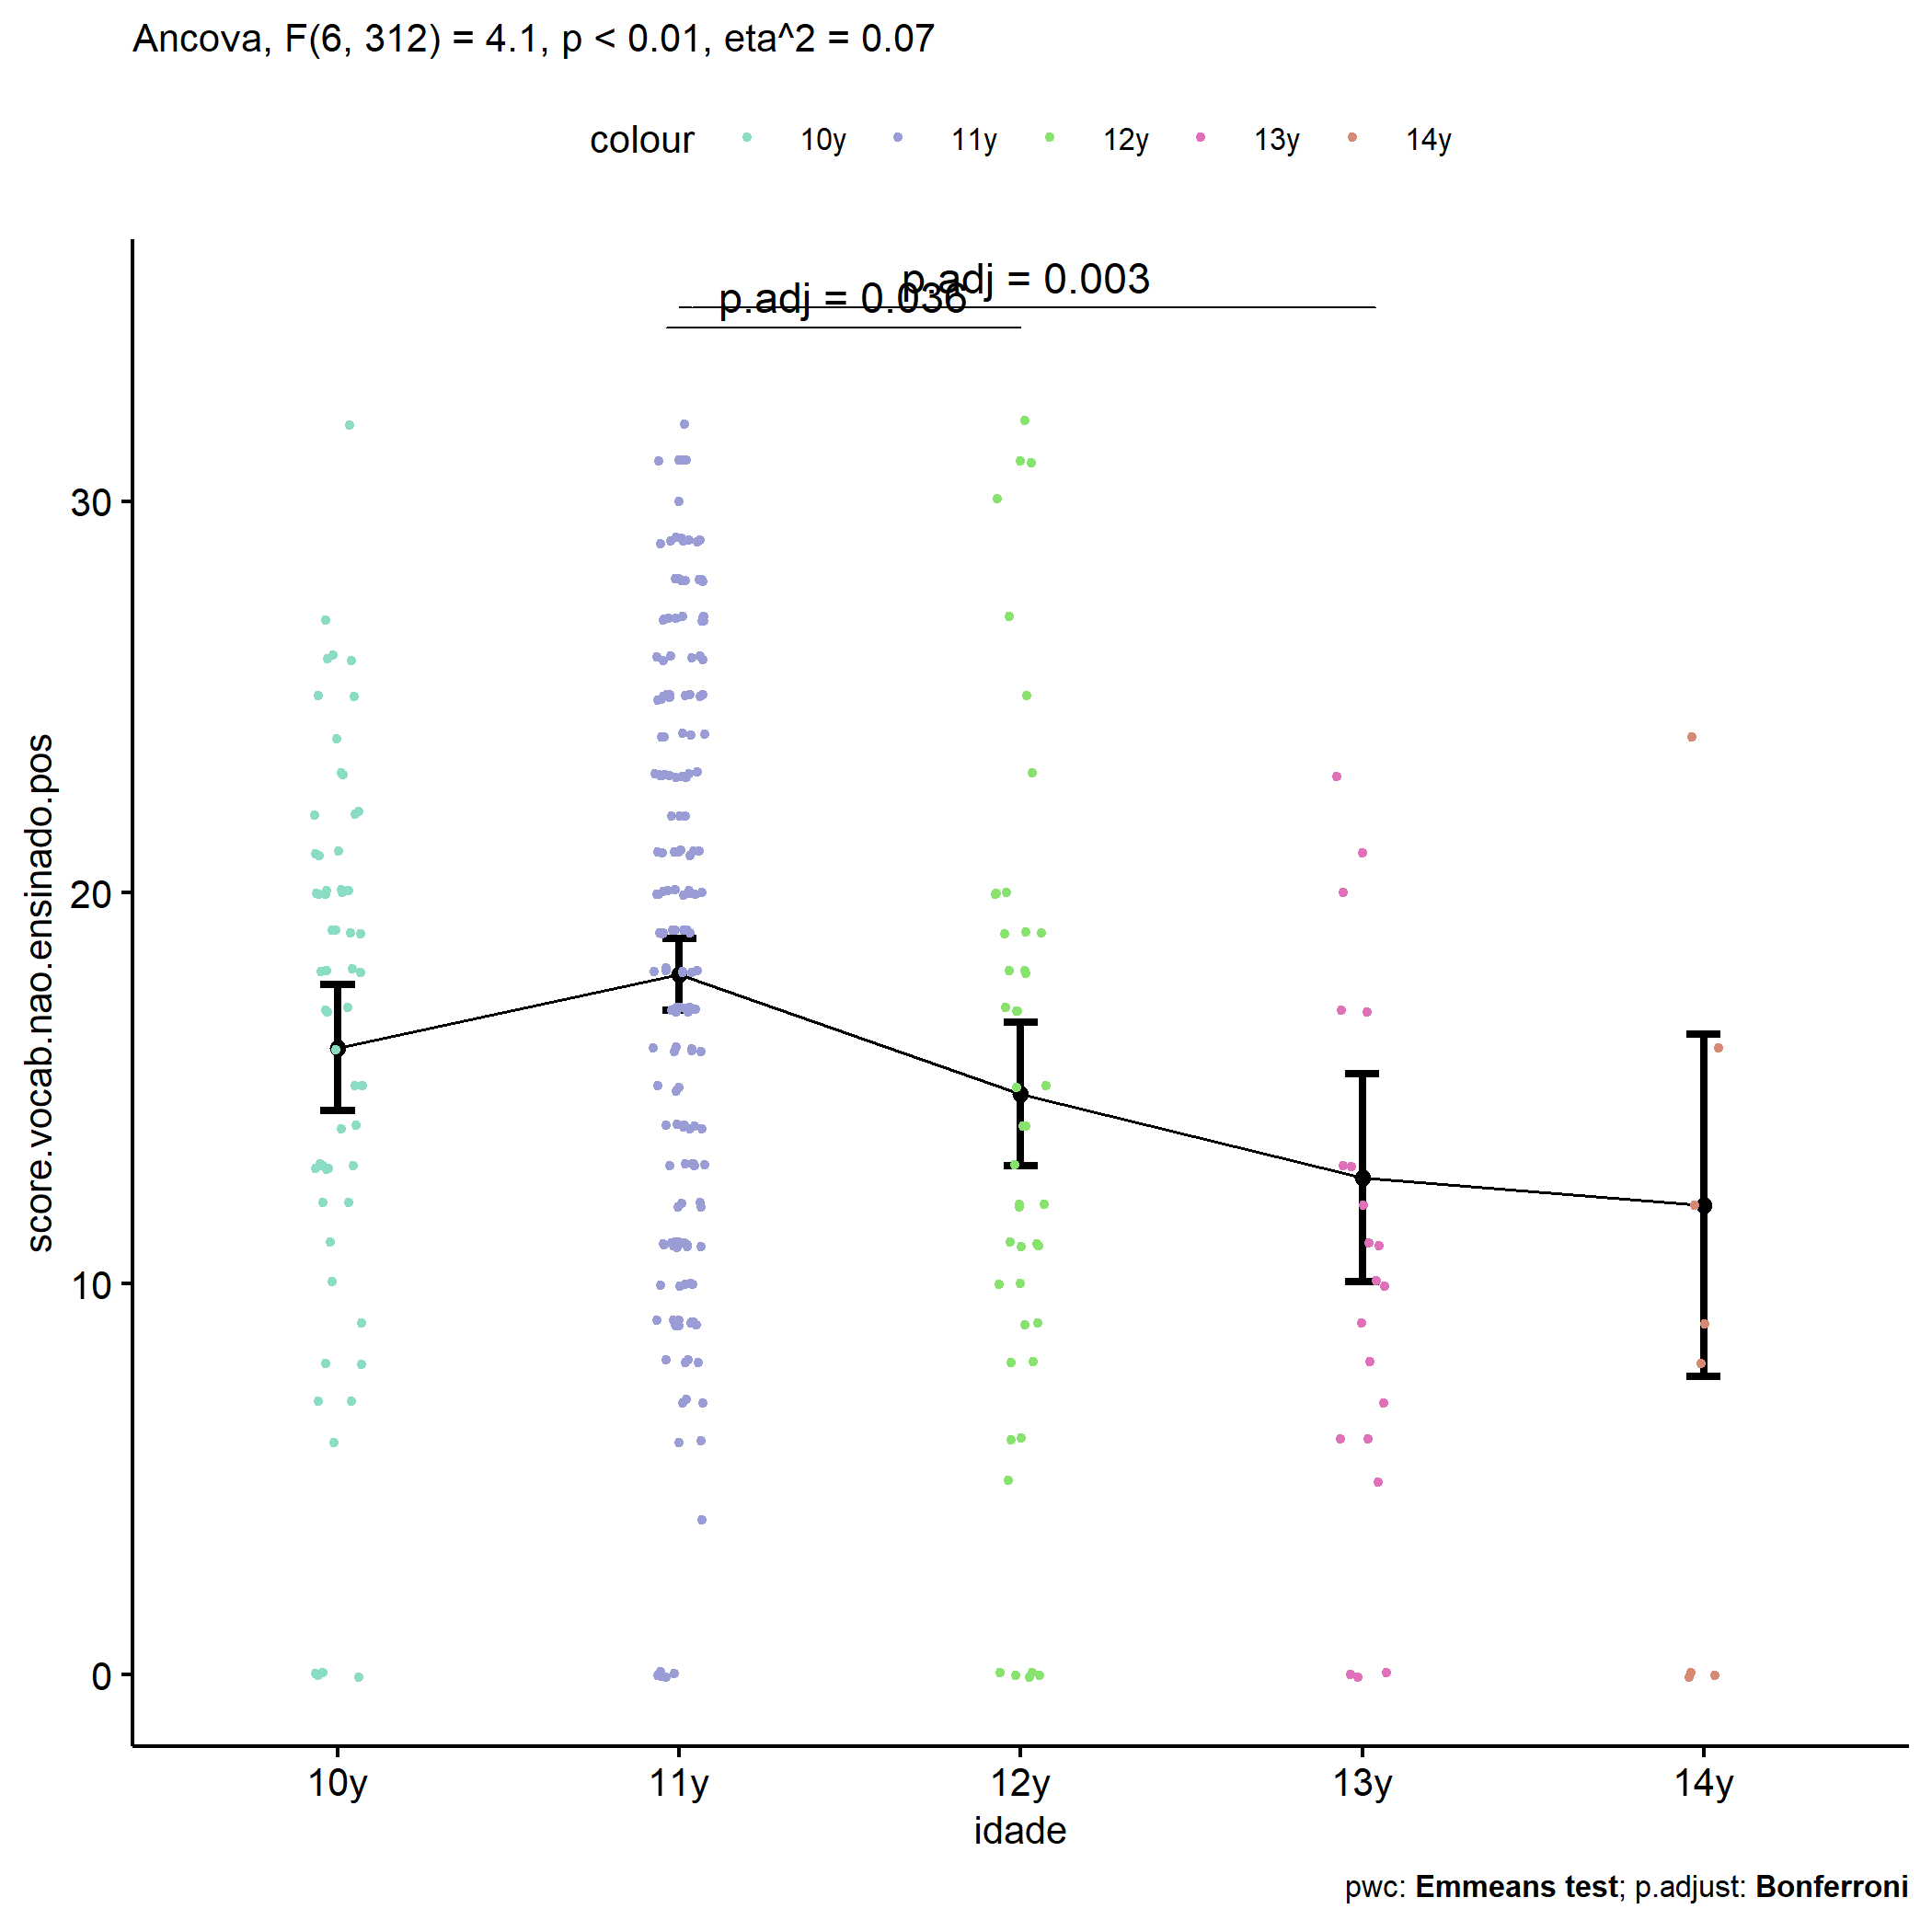 Ancova, F(6, 312) = 4.1, p < 0.01, eta^2 = 0.07
colour 10y 11y 12y 13y 14y
p.adj = 0.003
p.adj = 0.036
score.vocab.nao.ensinado.pos
30
20
10
0
10y 11y 12y 13y 14y
idade
pwc: Emmeans test; p.adjust: Bonferroni